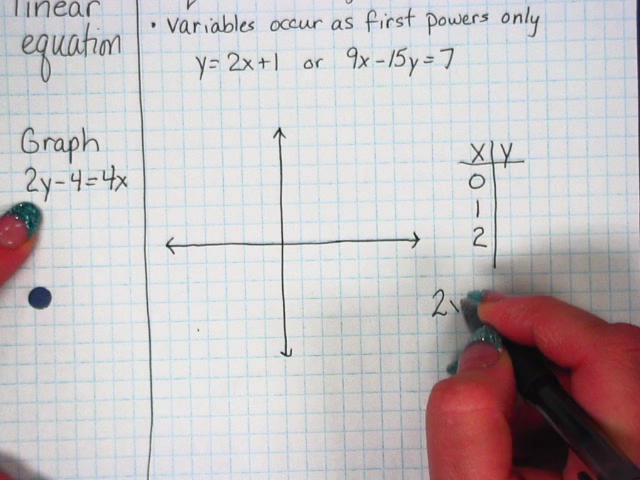 linear
equation
• Variables occur as first powers only
y=2x+1 or 9x-15y=7
Graph
2y-4=4x
x y
0
1
2